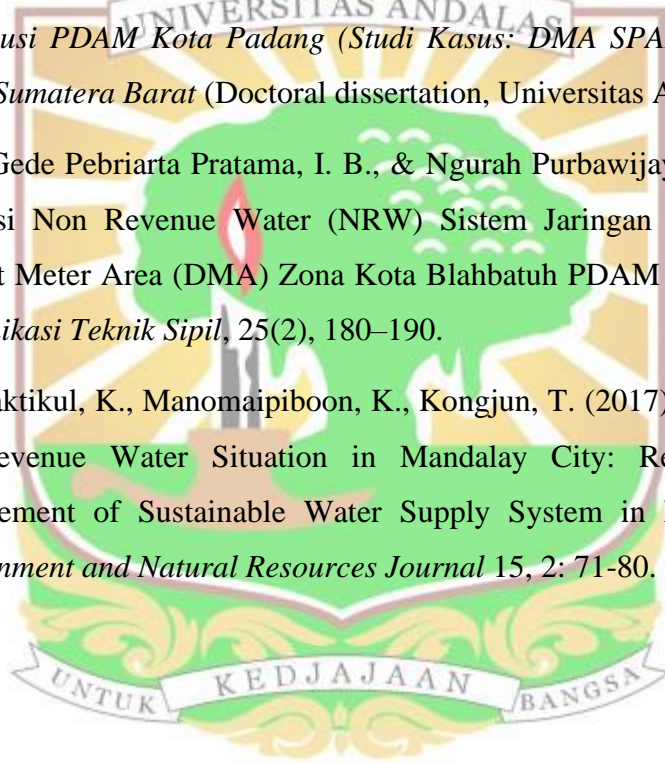 UNIVERSITAS ANDALAS
usi PDAM Kota Padang (Studi Kasus: DMA SPA
Sumatera Barat (Doctoral dissertation, Universitas A
Gede Pebriarta Pratama, I. B., & Ngurah Purbawijay
si Non Revenue Water (NRW) Sistem Jaringan
t Meter Area (DMA) Zona Kota Blahbatuh PDAM
ikasi Teknik Sipil, 25(2), 180–190.
aktikul, K., Manomaipiboon, K., Kongjun, T. (2017)
evenue Water Situation in Mandalay City: Re
ement of Sustainable Water Supply System in
nment and Natural Resources Journal 15, 2: 71-80.
UNTUK KEDJAJAAN BANGSA